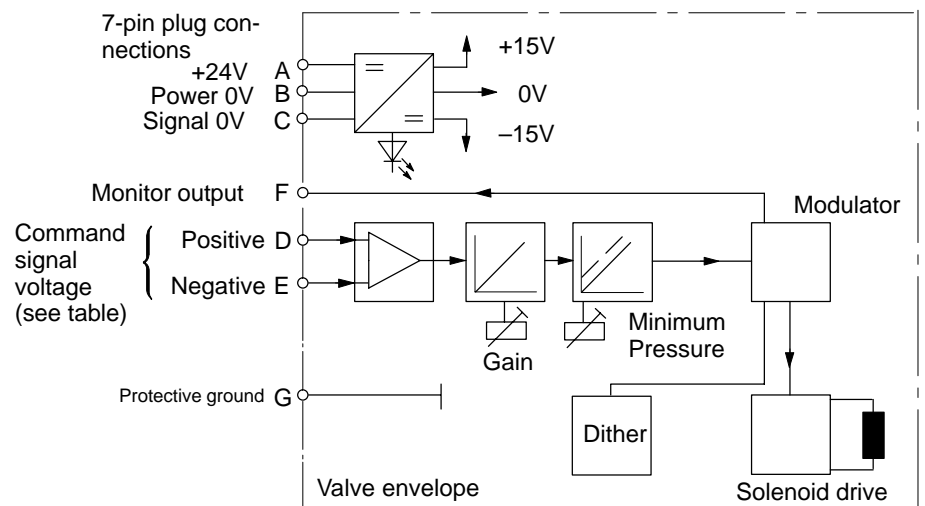 7-pin plug con-
nections
+24V A
Power 0V B
Signal 0V C
+15V
0V
–15V
Monitor output F
Modulator
Command
signal
voltage
(see table)
Positive D
Negative E
Gain
Minimum
Pressure
Protective ground G
Dither
Valve envelope
Solenoid drive